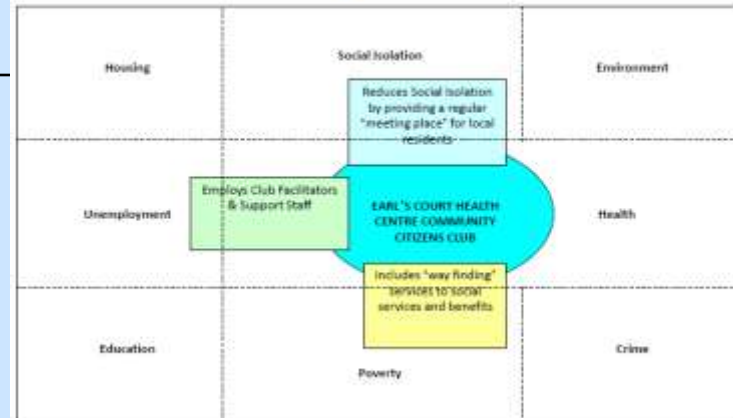 Housing
Social Isolation
Environment
Reduces Social Isolation
by providing a regular
"meeting place" for local
residents
Unemployment
Employs Club Facilitators
& Support Staff
EARL'S COURT HEALTH
CENTRE COMMUNITY
CITIZENS CLUB
Health
Includes "way finding"
services to social
services and benefits
Education
Poverty
Crime